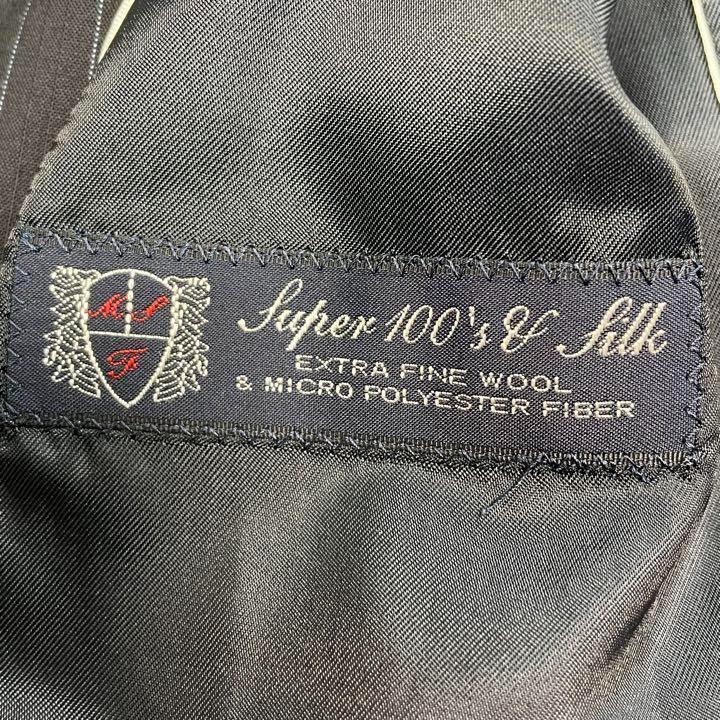 M S
F
Super 100's & Silk
EXTRA FINE WOOL
& MICRO POLYESTER FIBER